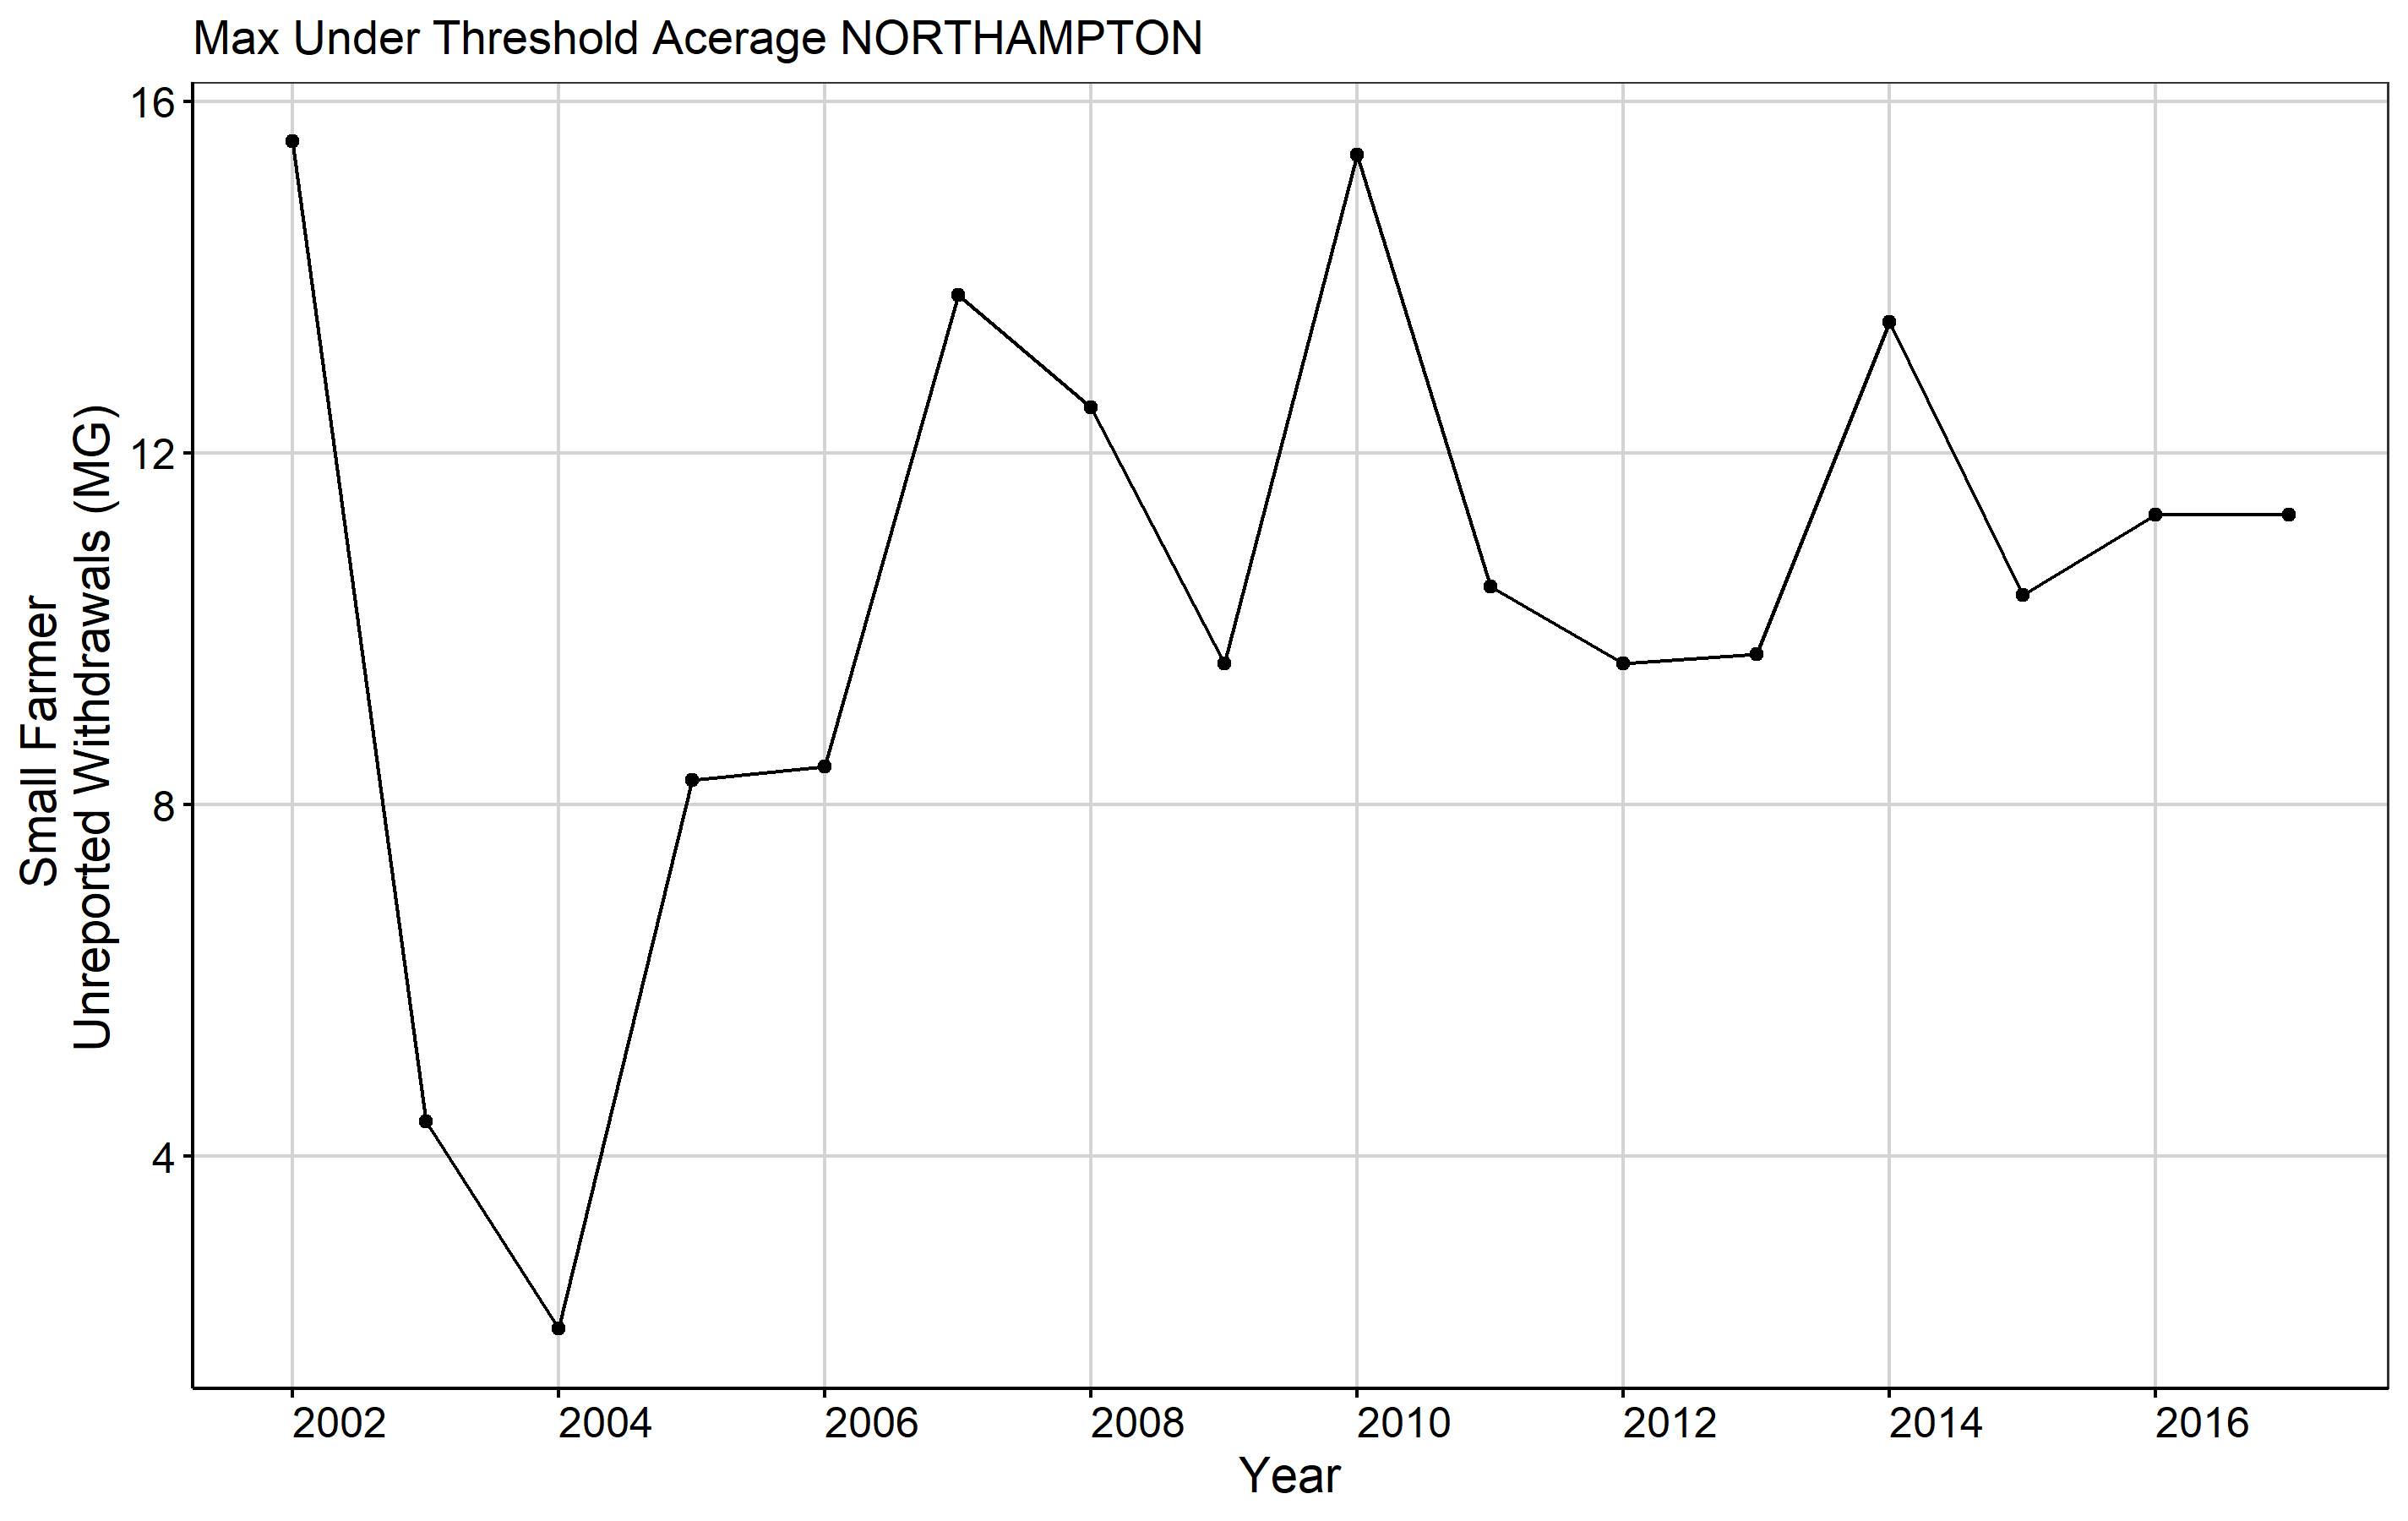 Max Under Threshold Acerage NORTHAMPTON
16
12
8
4
Small Farmer
Unreported Withdrawals (MG)
2002 2004 2006 2008 2010 2012 2014 2016
Year